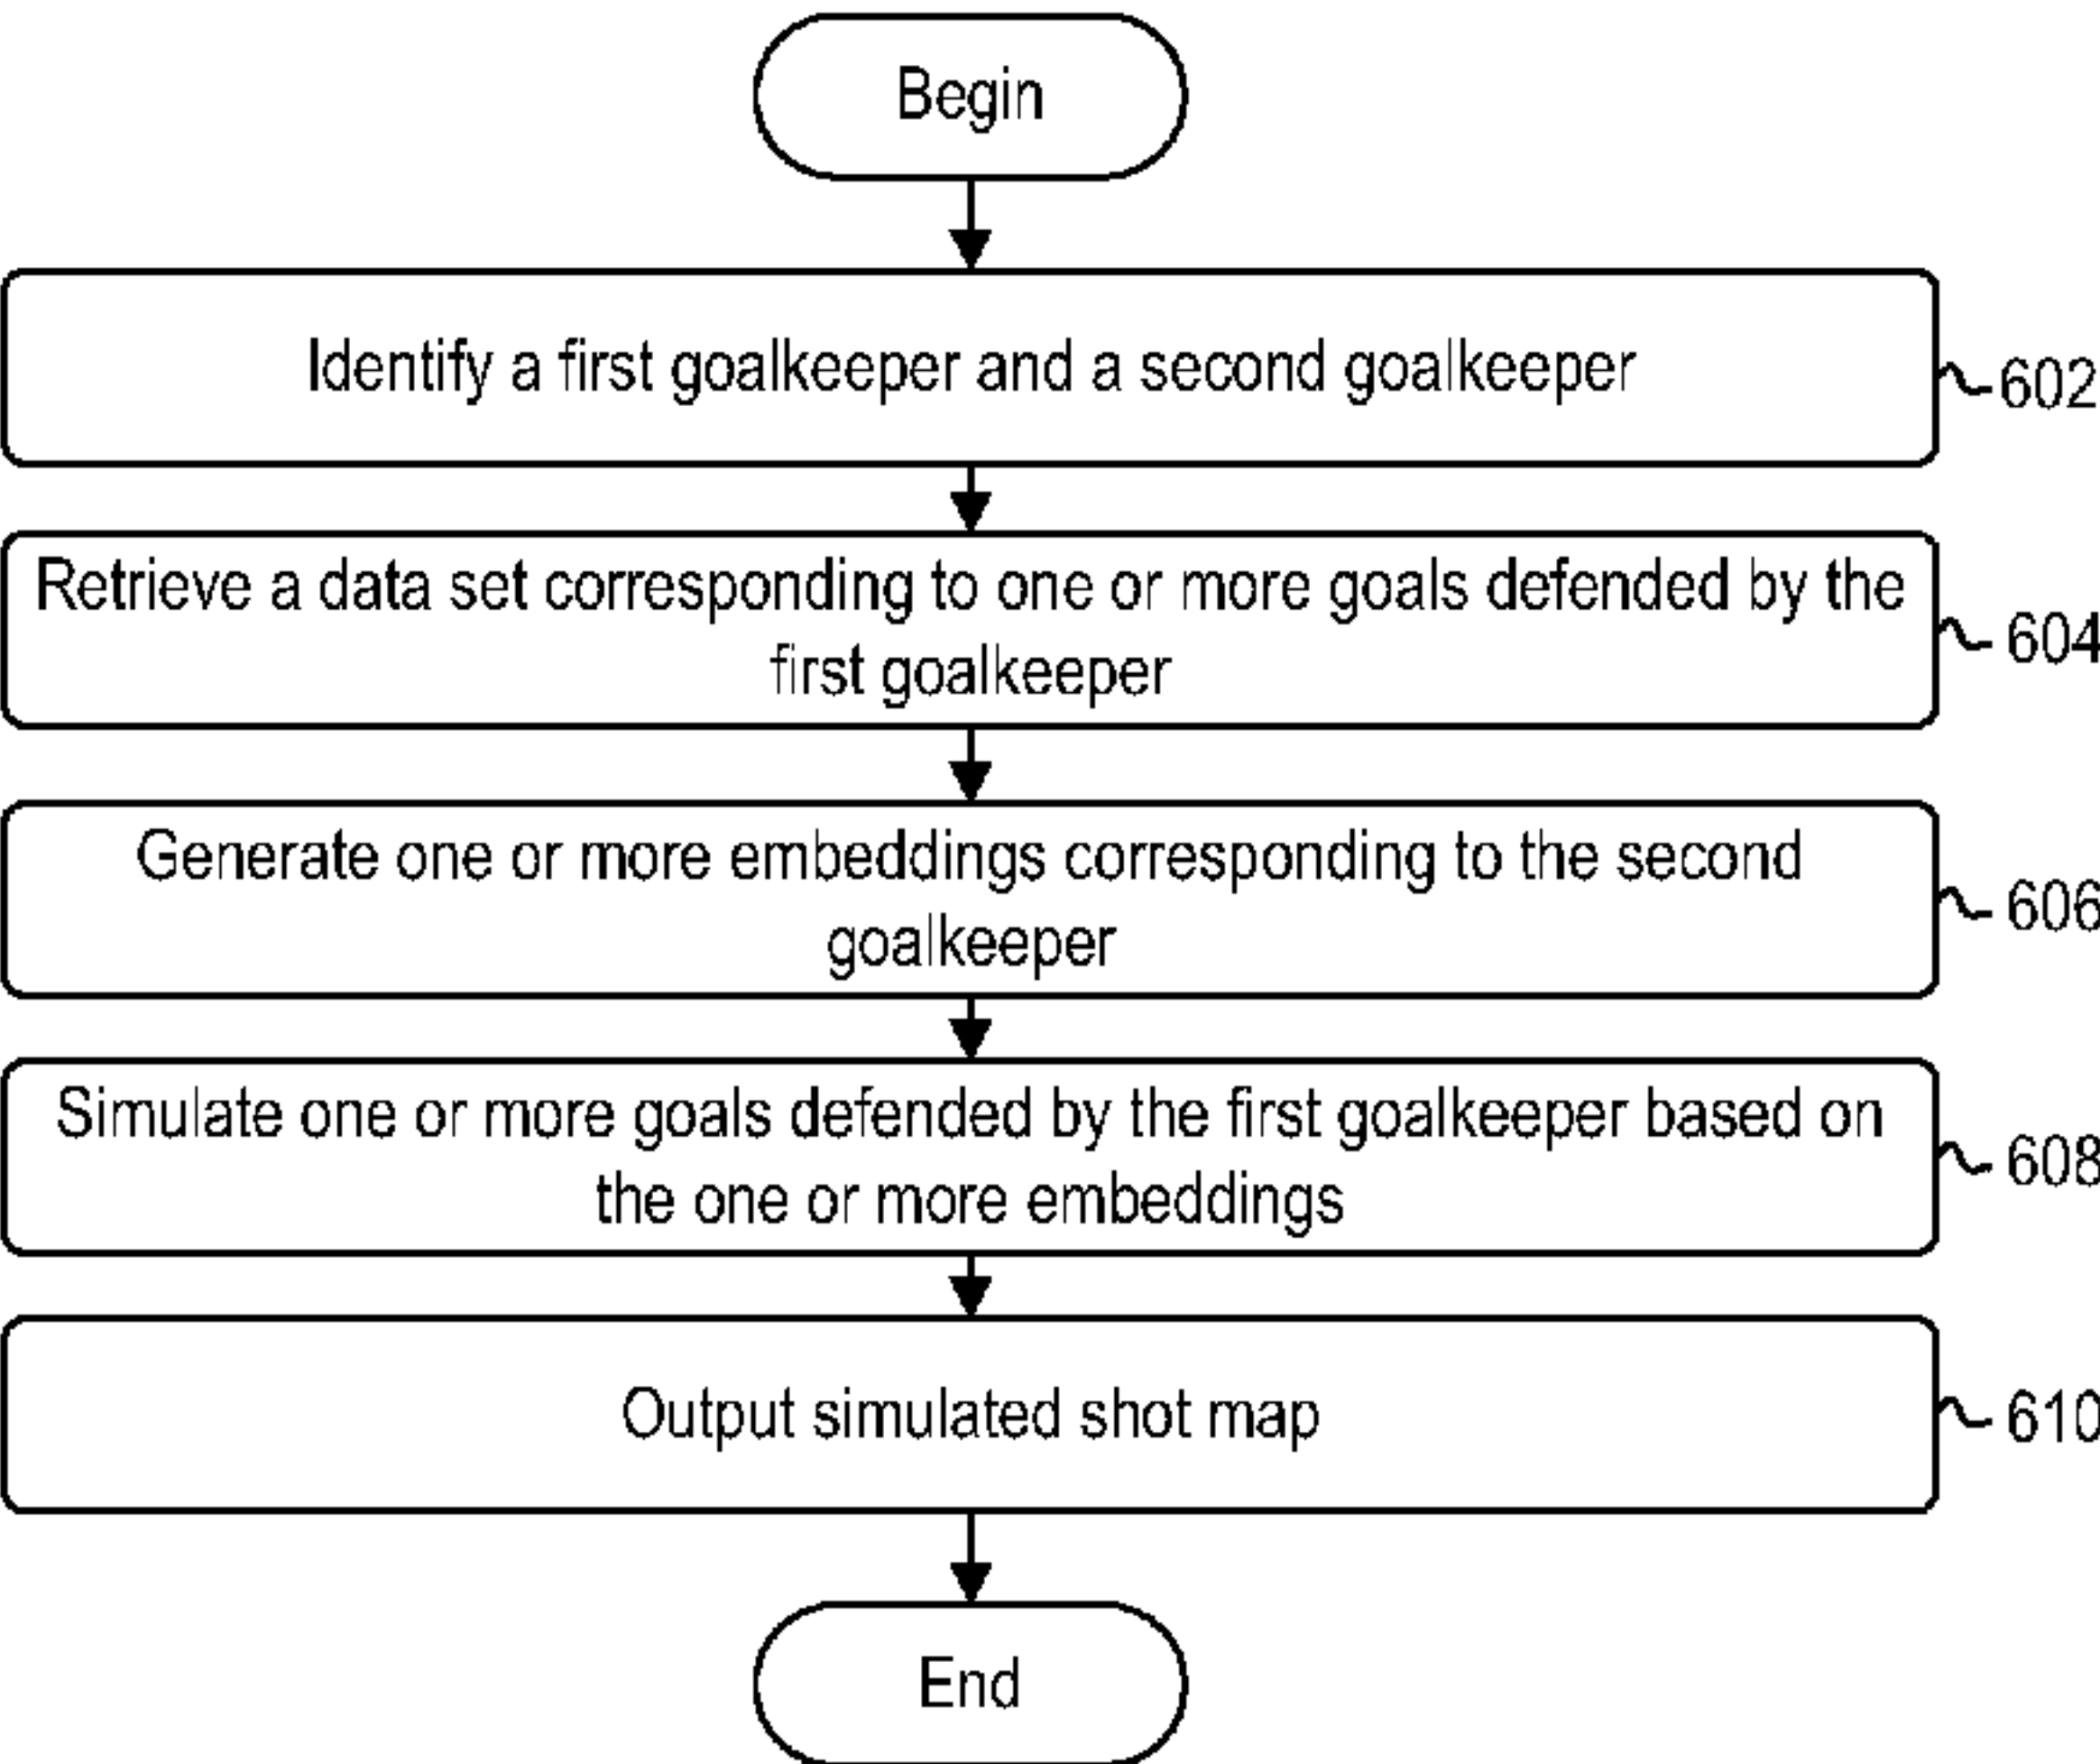 Begin
Identify a first goalkeeper and a second goalkeeper
602
Retrieve a data set corresponding to one or more goals defended by the
first goalkeeper
604
Generate one or more embeddings corresponding to the second
goalkeeper
606
Simulate one or more goals defended by the first goalkeeper based on
the one or more embeddings
608
Output simulated shot map
610
End